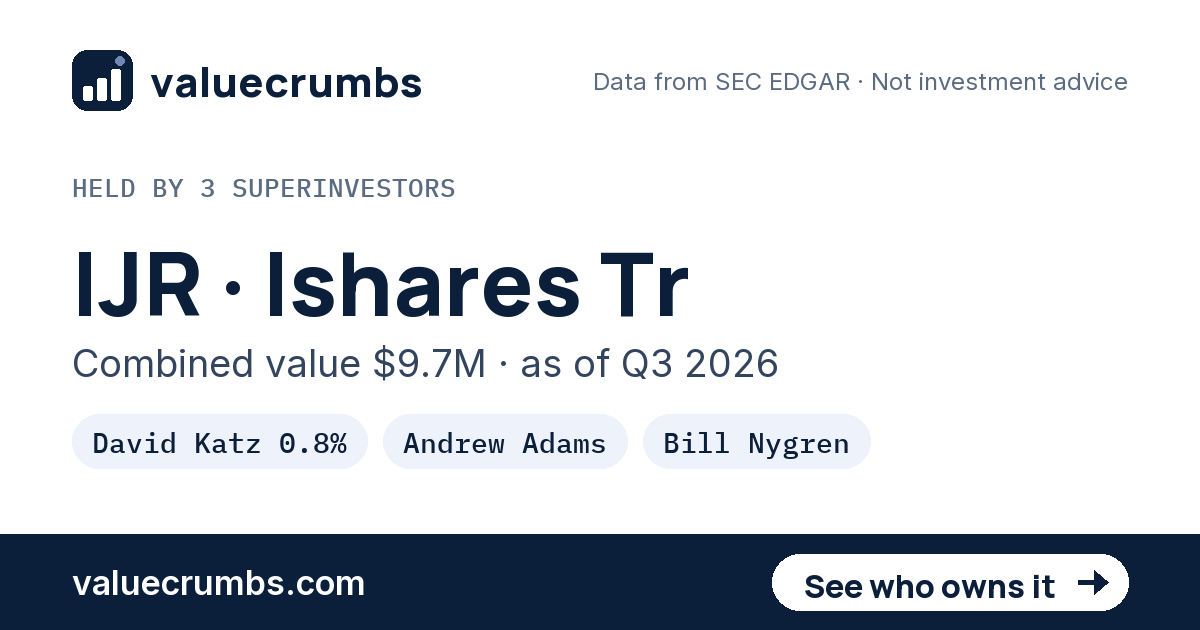 valuecrumbs
Data from SEC EDGAR · Not investment advice
HELD BY 3 SUPERINVESTORS
IJR · Ishares Tr
Combined value $9.7M · as of Q3 2026
David Katz 0.8%
Andrew Adams
Bill Nygren
valuecrumbs.com
See who owns it →